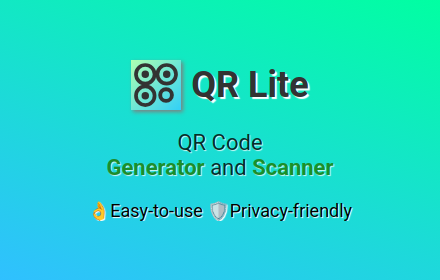 QR Lite
QR Code
Generator and Scanner
👌Easy-to-use 🛡️Privacy-friendly